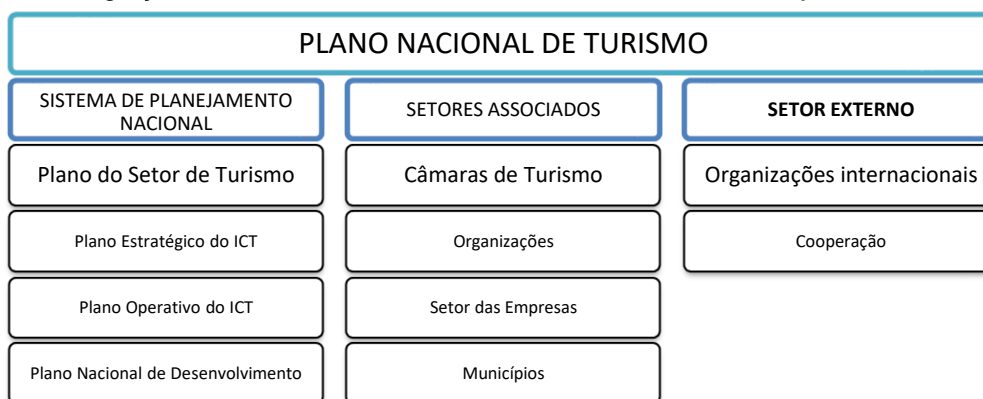 PLANO NACIONAL DE TURISMO
SISTEMA DE PLANEJAMENTO
NACIONAL
SETORES ASSOCIADOS
SETOR EXTERNO
Plano do Setor de Turismo
Câmaras de Turismo
Organizações internacionais
Plano Estratégico do ICT
Organizações
Cooperação
Plano Operativo do ICT
Setor das Empresas
Plano Nacional de Desenvolvimento
Municípios